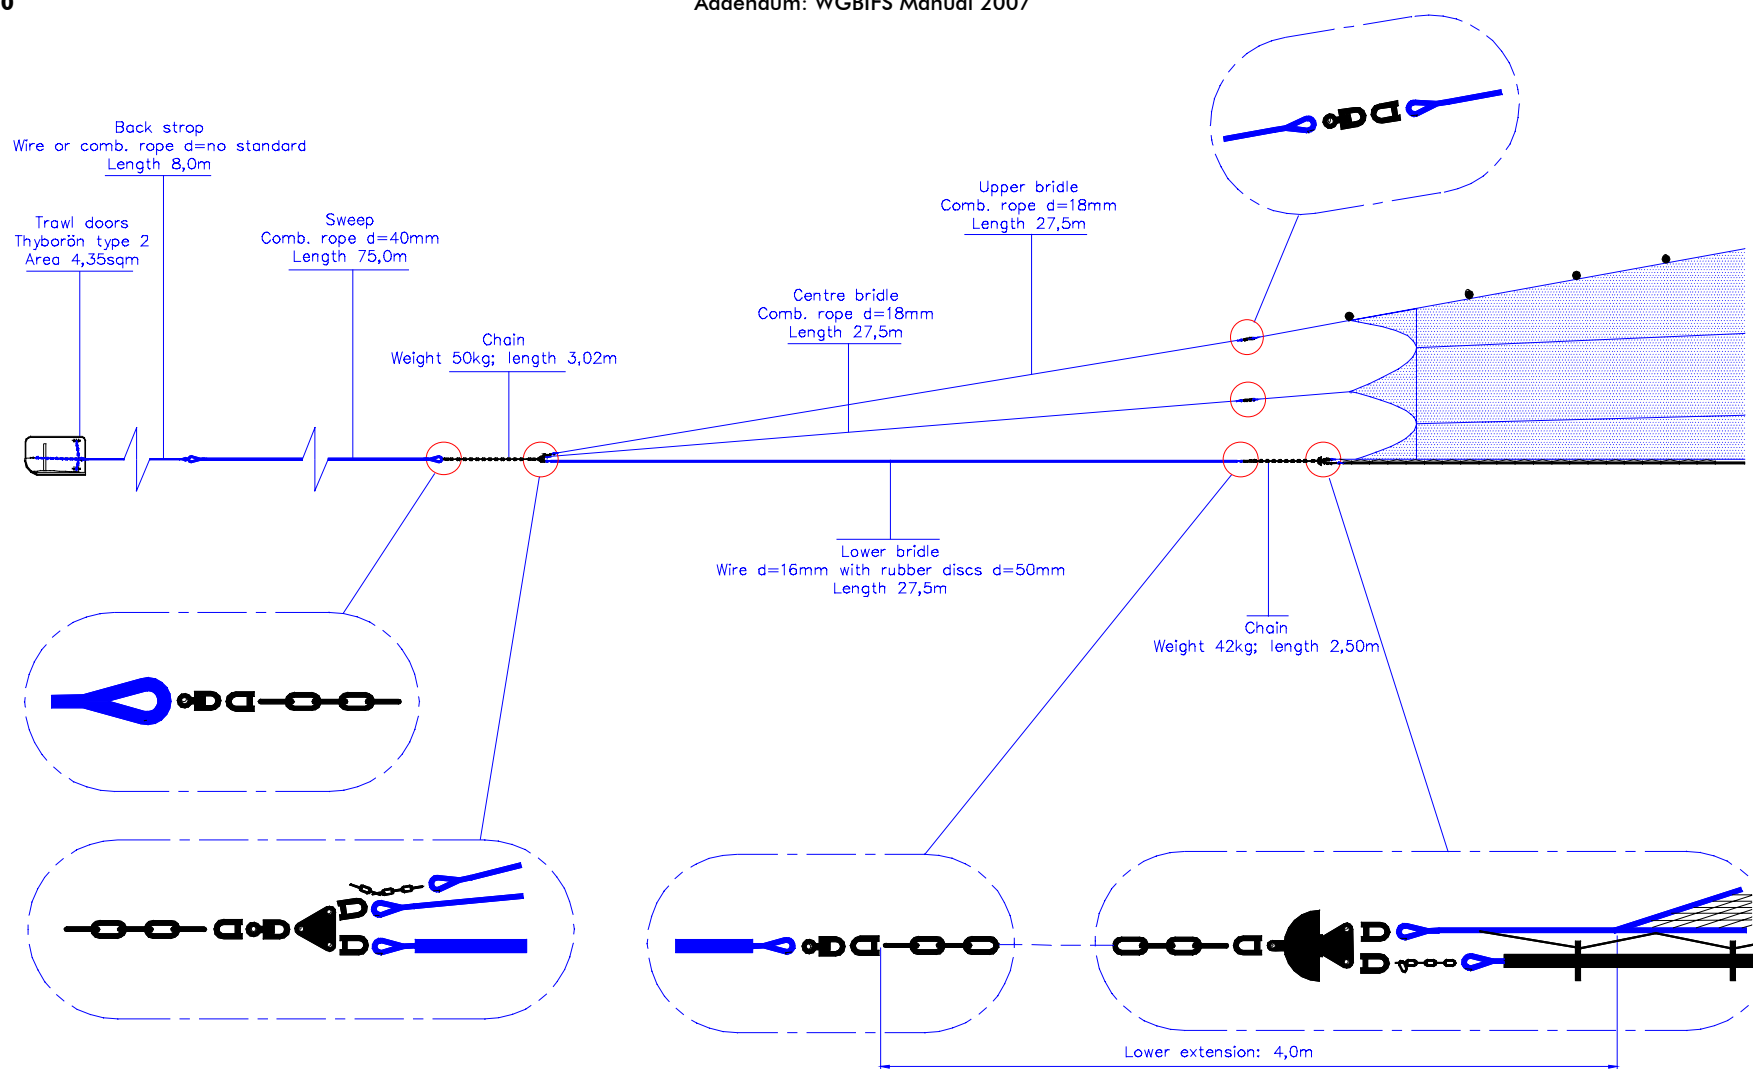 0
Addendum: WGBIFS Manual 2007
Back strop
Wire or comb. rope d=no standard
Length 8,0m
Trawl doors
Thyborön type 2
Area 4,35sqm
Sweep
Comb. rope d=40mm
Length 75,0m
Chain
Weight 50kg; length 3,02m
Centre bridle
Comb. rope d=18mm
Length 27,5m
Upper bridle
Comb. rope d=18mm
Length 27,5m
Lower bridle
Wire d=16mm with rubber discs d=50mm
Length 27,5m
Chain
Weight 42kg; length 2,50m
Lower extension: 4,0m